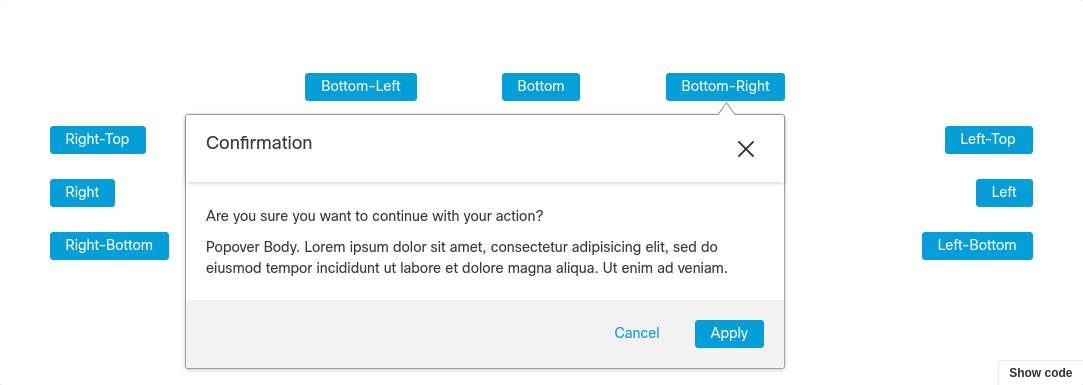 Bottom-Left
Bottom
Bottom-Right
Right-Top
Confirmation
Left-Top
Right
Left
Are you sure you want to continue with your action?
Right-Bottom
Popover Body. Lorem ipsum dolor sit amet, consectetur adipisicing elit, sed do
eiusmod tempor incididunt ut labore et dolore magna aliqua. Ut enim ad veniam.
Left-Bottom
Cancel
Apply
Show code